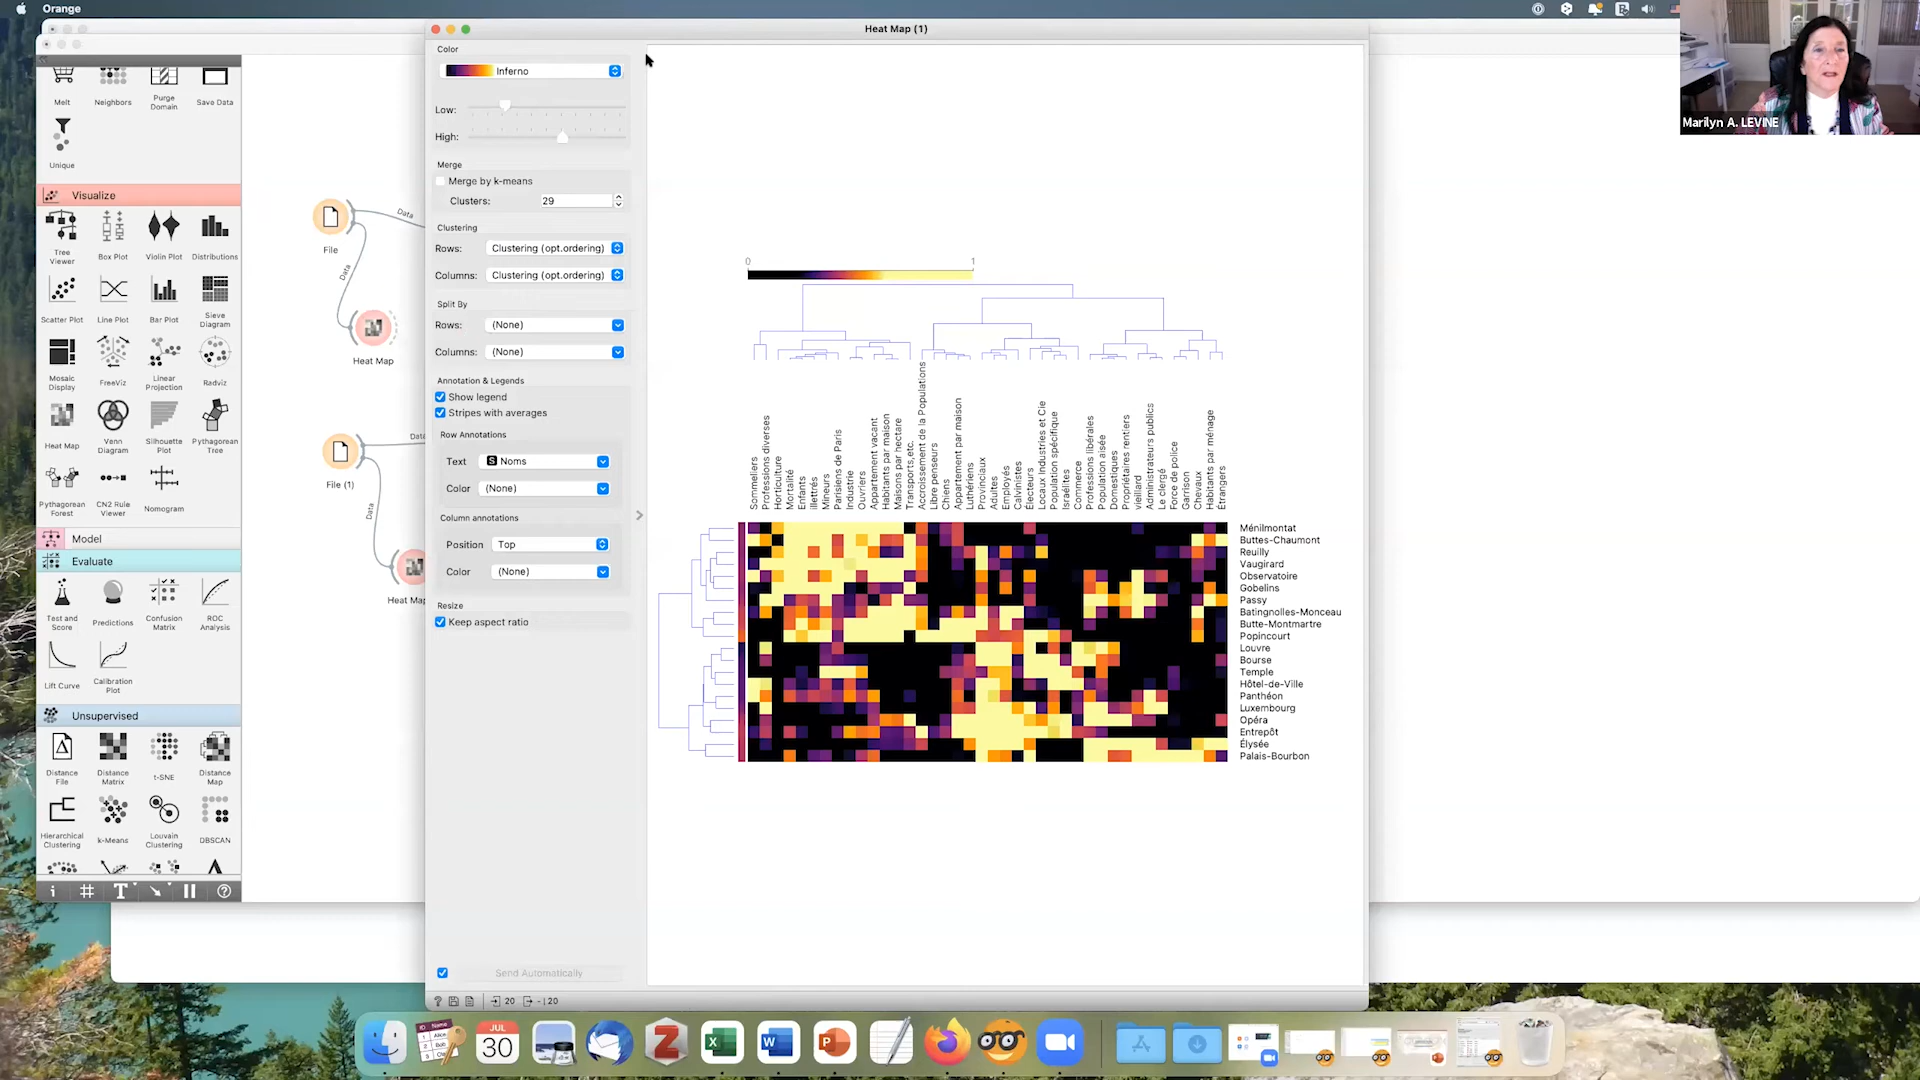 Orange
Heat Map (1)
Marilyn A. LEVINE
Melt
Neighbors
Purge Domain
Save Data
Unique
Visualize
Tree Viewer
Box Plot
Violin Plot
Distributions
Scatter Plot
Line Plot
Bar Plot
Sieve Diagram
Mosaic Display
FreeViz
Linear Projection
Radviz
Heat Map
Venn Diagram
Silhouette Plot
Pythagorean Tree
Pythagorean Forest
CN2 Rule Viewer
Nomogram
Model
Evaluate
Test and Score
Predictions
Confusion Matrix
ROC Analysis
Lift Curve
Calibration Plot
Unsupervised
Distance File
Distance Matrix
t-SNE
Distance Map
Hierarchical Clustering
k-Means
Louvain Clustering
DBSCAN
File
Data
Data
Heat Map
File (1)
Data
Data
Heat Map
Color
Inferno
Low:
High:
Merge
Merge by k-means
Clusters: 29
Clustering
Rows: Clustering (opt.ordering)
Columns: Clustering (opt.ordering)
Split By
Rows: (None)
Columns: (None)
Annotation & Legends
Show legend
Stripes with averages
Row Annotations
Text S Noms
Color (None)
Column annotations
Position Top
Color (None)
Resize
Keep aspect ratio
Send Automatically
20 - | 20
0 1
Sommeliers
Professions diverses
Horticulture
Mortalité
Enfants
illettrés
Mineurs
Parisiens de Paris
Industrie
Ouvriers
Appartement vacant
Habitants par maison
Maisons par hectare
Transports,etc.
Accroissement de la Populations
Libre penseurs
Chiens
Appartement par maison
Luthériens
Provinciaux
Adultes
Employés
Calvinistes
Électeurs
Locaux Industries et Cie
Population spécifique
Israélites
Commerce
Professions libérales
Population aisée
Domestiques
Propriétaires rentiers
vieillard
Administrateurs publics
Le clergé
Force de police
Garrison
Chevaux
Habitants par ménage
Étrangers
Ménilmontat
Buttes-Chaumont
Reuilly
Vaugirard
Observatoire
Gobelins
Passy
Batingnolles-Monceau
Butte-Montmartre
Popincourt
Louvre
Bourse
Temple
Hôtel-de-Ville
Panthéon
Luxembourg
Opéra
Entrepôt
Élysée
Palais-Bourbon
JUL
30